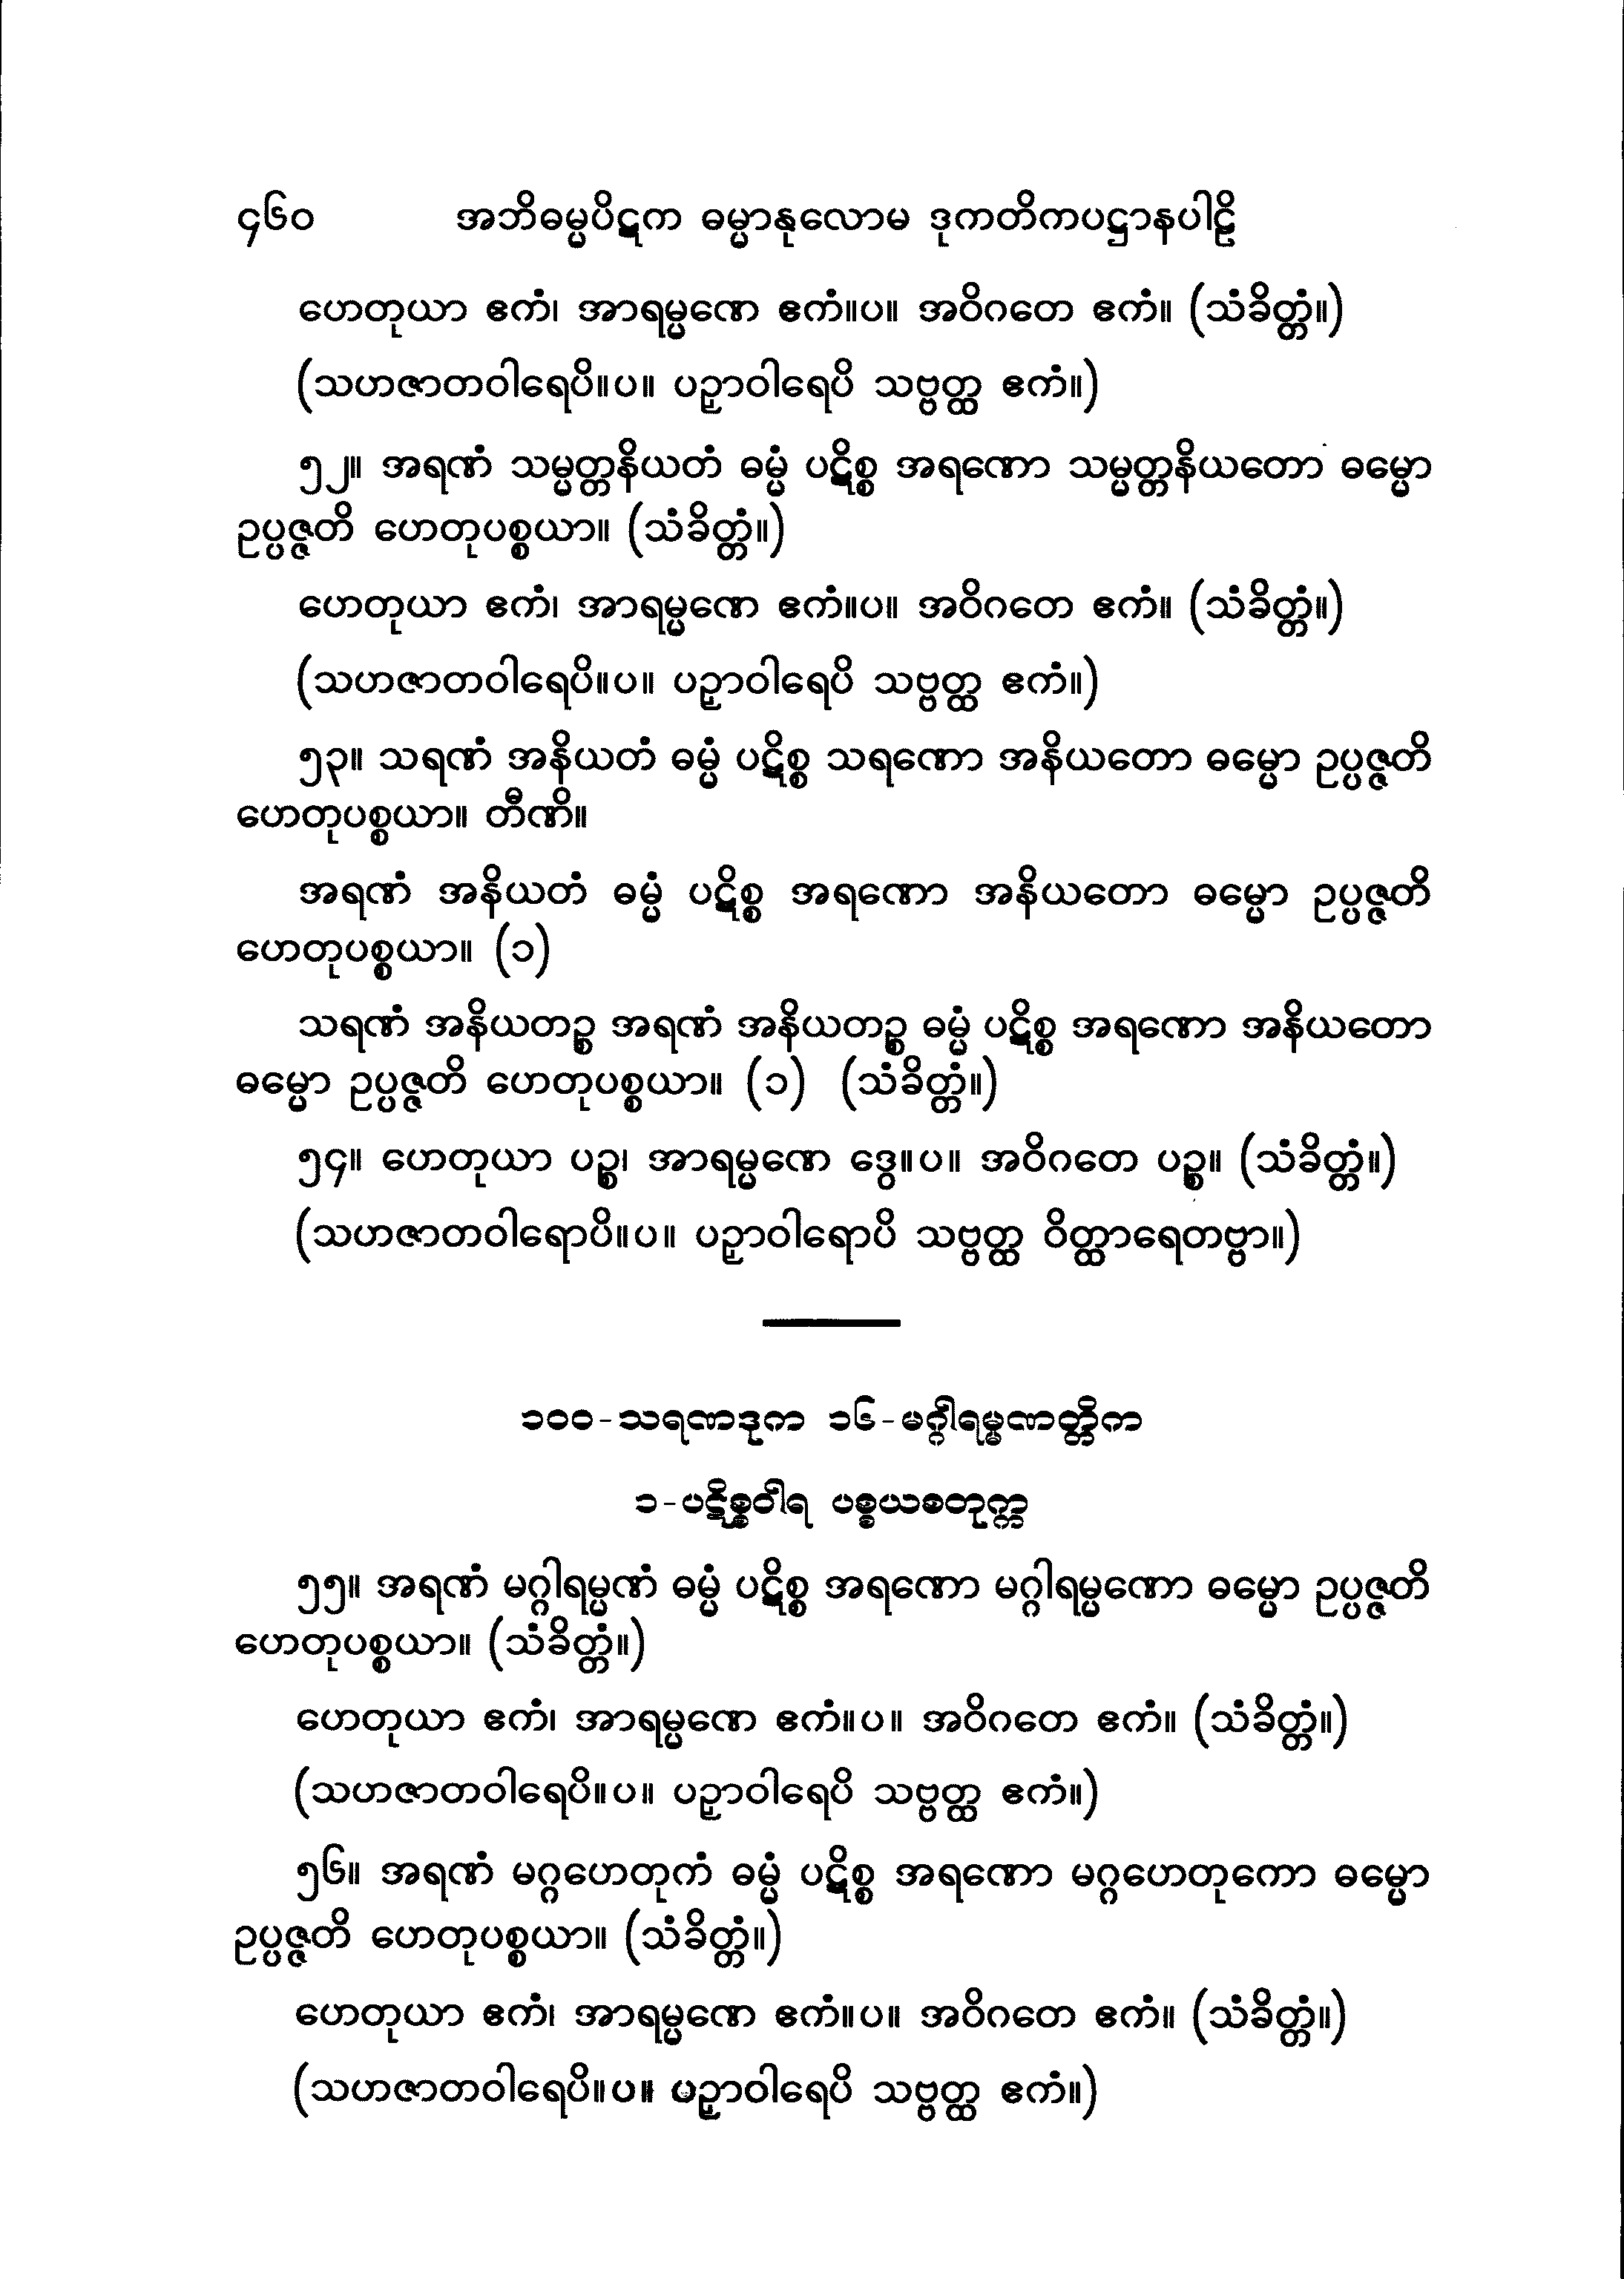 ၄၆၀ အဘိဓမ္မပိဋက ဓမ္မာနုလောမ ဒုကတိကပဋ္ဌာနပါဠိ
ဟေတုယာ ဧကံ၊ အာရမ္မဏေ ဧကံ။ပ။ အဝိဂတေ ဧကံ။ (သံခိတ္တံ။)
(သဟဇာတဝါရေပိ။ပ။ ပဉှာဝါရေပိ သဗ္ဗတ္ထ ဧကံ။)
၅၂။ အရဏံ သမ္မတ္တနိယတံ ဓမ္မံ ပဋိစ္စ အရဏော သမ္မတ္တနိယတော ဓမ္မော
ဥပ္ပဇ္ဇတိ ဟေတုပစ္စယာ။ (သံခိတ္တံ။)
ဟေတုယာ ဧကံ၊ အာရမ္မဏေ ဧကံ။ပ။ အဝိဂတေ ဧကံ။ (သံခိတ္တံ။)
(သဟဇာတဝါရေပိ။ပ။ ပဉှာဝါရေပိ သဗ္ဗတ္ထ ဧကံ။)
၅၃။ သရဏံ အနိယတံ ဓမ္မံ ပဋိစ္စ သရဏော အနိယတော ဓမ္မော ဥပ္ပဇ္ဇတိ
ဟေတုပစ္စယာ။ တီဏိ။
အရဏံ အနိယတံ ဓမ္မံ ပဋိစ္စ အရဏော အနိယတော ဓမ္မော ဥပ္ပဇ္ဇတိ
ဟေတုပစ္စယာ။ (၁)
သရဏံ အနိယတဉ္စ အရဏံ အနိယတဉ္စ ဓမ္မံ ပဋိစ္စ အရဏော အနိယတော
ဓမ္မော ဥပ္ပဇ္ဇတိ ဟေတုပစ္စယာ။ (၁) (သံခိတ္တံ။)
၅၄။ ဟေတုယာ ပဉ္စ၊ အာရမ္မဏေ ဒွေ။ပ။ အဝိဂတေ ပဉ္စ။ (သံခိတ္တံ။)
(သဟဇာတဝါရောပိ။ပ။ ပဉှာဝါရောပိ သဗ္ဗတ္ထ ဝိတ္ထာရေတဗ္ဗာ။)
၁၀၀-သရဏဒုက ၁၆-မဂ္ဂါရမ္မဏတ္တိက
၁-ပဋိစ္စဝါရ ပစ္စယစတုက္က
၅၅။ အရဏံ မဂ္ဂါရမ္မဏံ ဓမ္မံ ပဋိစ္စ အရဏော မဂ္ဂါရမ္မဏော ဓမ္မော ဥပ္ပဇ္ဇတိ
ဟေတုပစ္စယာ။ (သံခိတ္တံ။)
ဟေတုယာ ဧကံ၊ အာရမ္မဏေ ဧကံ။ပ။ အဝိဂတေ ဧကံ။ (သံခိတ္တံ။)
(သဟဇာတဝါရေပိ။ပ။ ပဉှာဝါရေပိ သဗ္ဗတ္ထ ဧကံ။)
၅၆။ အရဏံ မဂ္ဂဟေတုကံ ဓမ္မံ ပဋိစ္စ အရဏော မဂ္ဂဟေတုကော ဓမ္မော
ဥပ္ပဇ္ဇတိ ဟေတုပစ္စယာ။ (သံခိတ္တံ။)
ဟေတုယာ ဧကံ၊ အာရမ္မဏေ ဧကံ။ပ။ အဝိဂတေ ဧကံ။ (သံခိတ္တံ။)
(သဟဇာတဝါရေပိ။ပ။ ပဉှာဝါရေပိ သဗ္ဗတ္ထ ဧကံ။)